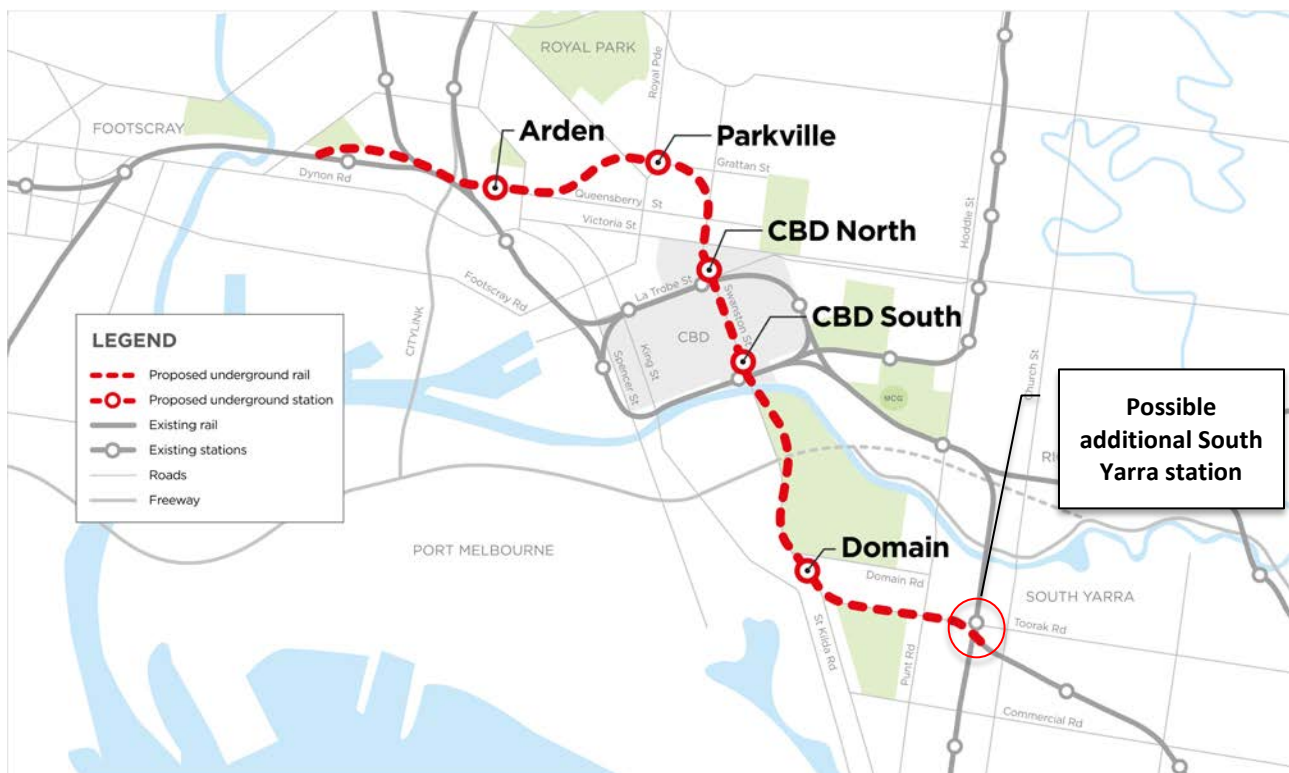 ROYAL PARK
Royal Pde
FOOTSCRAY
Arden
Parkville
Grattan St
Dynon Rd
Queensberry St
Victoria St
Hoddle St
CBD North
Footscray Rd
La Trobe St
Swanston St
CBD South
CBD
CITYLINK
King St
Spencer St
Church St
MCG
LEGEND
Proposed underground rail
Proposed underground station
Existing rail
Existing stations
Roads
Freeway
Possible
additional South
Yarra station
PORT MELBOURNE
Domain
Domain Rd
SOUTH YARRA
Toorak Rd
St Kilda Rd
Punt Rd
Commercial Rd